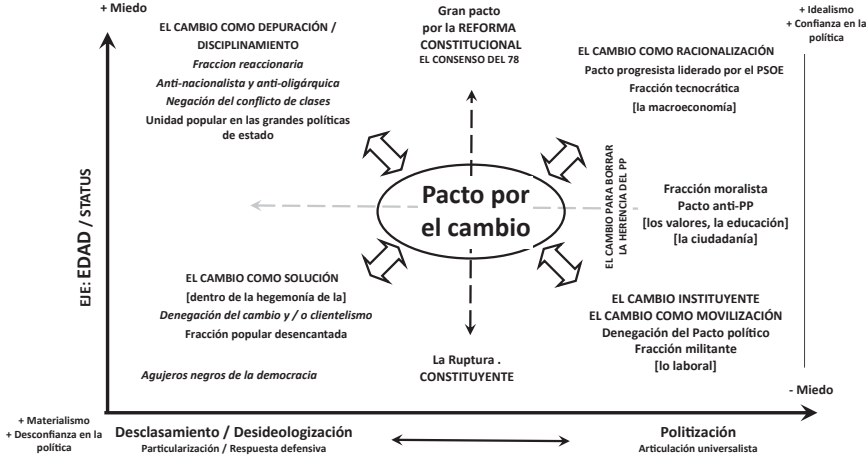 + Miedo
EL CAMBIO COMO DEPURACIÓN /
DISCIPLINAMIENTO
Fraccion reaccionaria
Anti-nacionalista y anti-oligárquica
Negación del conflicto de clases
Unidad popular en las grandes políticas
de estado
Gran pacto
por la REFORMA
CONSTITUCIONAL
EL CONSENSO DEL 78
+ Idealismo
+ Confianza en la
política
EL CAMBIO COMO RACIONALIZACIÓN
Pacto progresista liderado por el PSOE
Fracción tecnocrática
[la macroeconomía]
EJE: EDAD / STATUS
Pacto por
el cambio
EL CAMBIO PARA BORRAR
LA HERENCIA DEL PP
Fracción moralista
Pacto anti-PP
[los valores, la educación]
[la ciudadanía]
EL CAMBIO COMO SOLUCIÓN
[dentro de la hegemonía de la]
Denegación del cambio y / o clientelismo
Fracción popular desencantada
Agujeros negros de la democracia
La Ruptura .
CONSTITUYENTE
EL CAMBIO INSTITUYENTE
EL CAMBIO COMO MOVILIZACIÓN
Denegación del Pacto político
Fracción militante
[lo laboral]
- Miedo
+ Materialismo
+ Desconfianza en la
política
Desclasamiento / Desideologización
Particularización / Respuesta defensiva
Politización
Articulación universalista